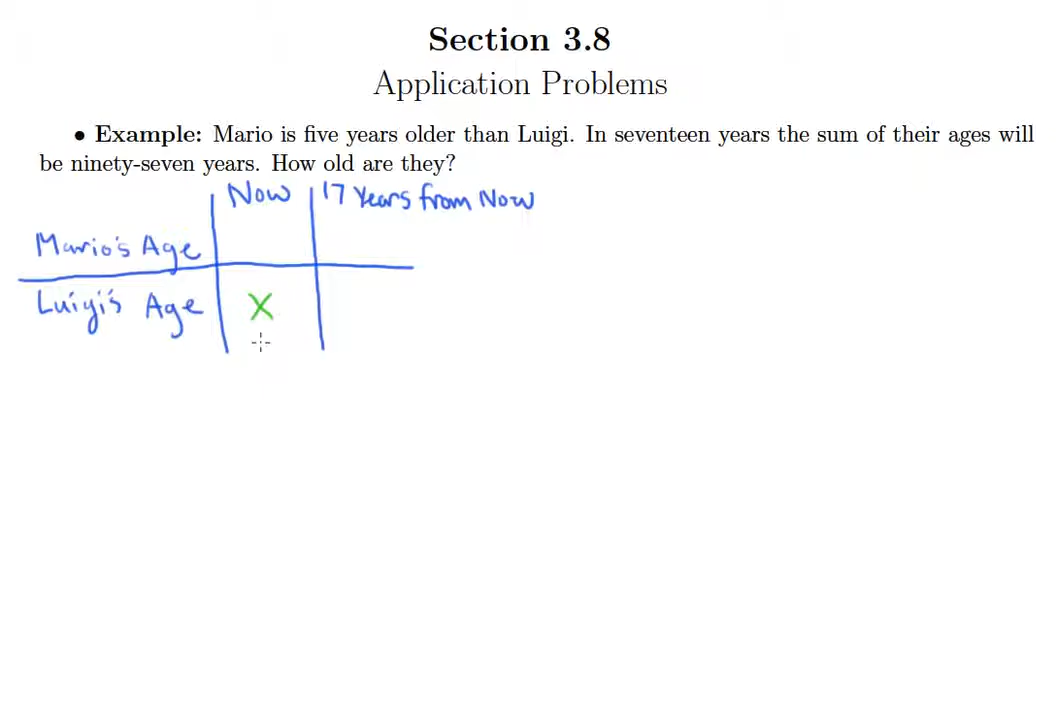 Section 3.8
Application Problems
• Example: Mario is five years older than Luigi. In seventeen years the sum of their ages will
be ninety-seven years. How old are they?
Now 17 Years from Now
Mario's Age
Luigi's Age X